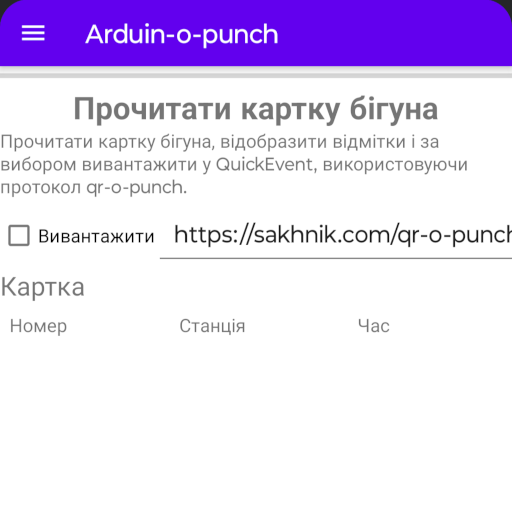 Arduin-o-punch
Прочитати картку бігуна
Прочитати картку бігуна, відобразити відмітки і за
вибором вивантажити у QuickEvent, використовуючи
протокол qr-o-punch.
Вивантажити https://sakhnik.com/qr-o-punch
Картка
Номер Станція Час